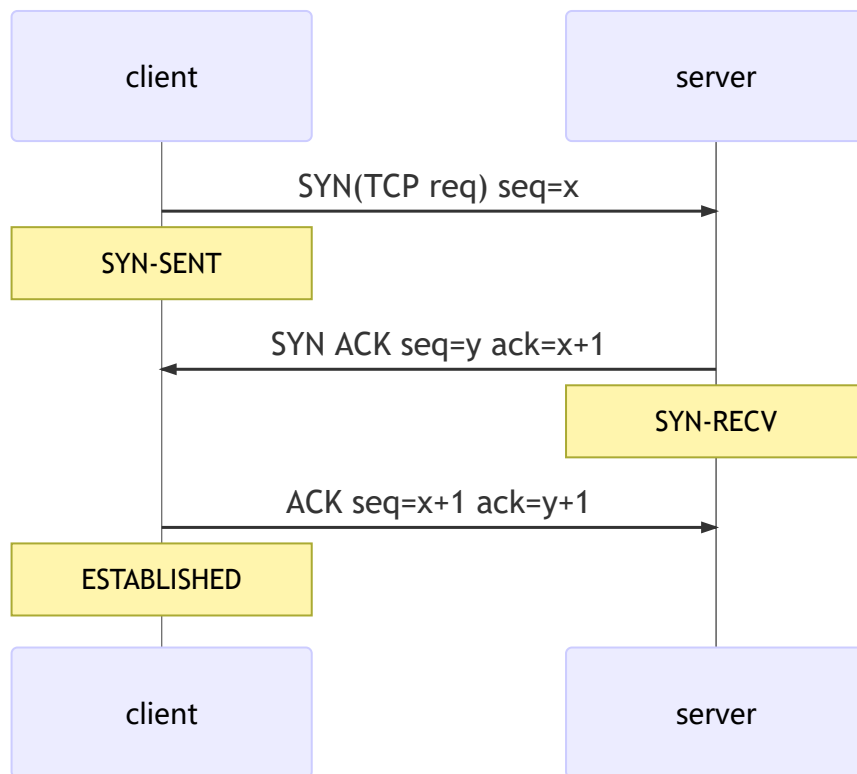 client
server
SYN(TCP req) seq=x
SYN-SENT
SYN ACK seq=y ack=x+1
SYN-RECV
ACK seq=x+1 ack=y+1
ESTABLISHED
client
server